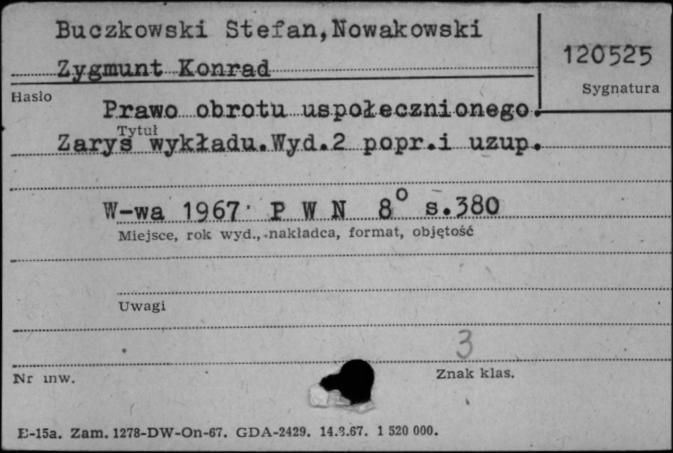 Buczkowski Stefan,Nowakowski
Zygmunt Konrad
120525
Sygnatura
Hasło
Prawo obrotu uspołecznionego.
Tytuł
Zarys wykładu.Wyd.2 popr.i uzup.
W-wa 1967 P W N 8° s.380
Miejsce, rok wyd., nakładca, format, objętość
Uwagi
3
Nr inw.
Znak klas.
E-15a. Zam. 1278-DW-On-67. GDA-2429. 14.3.67. 1 520 000.